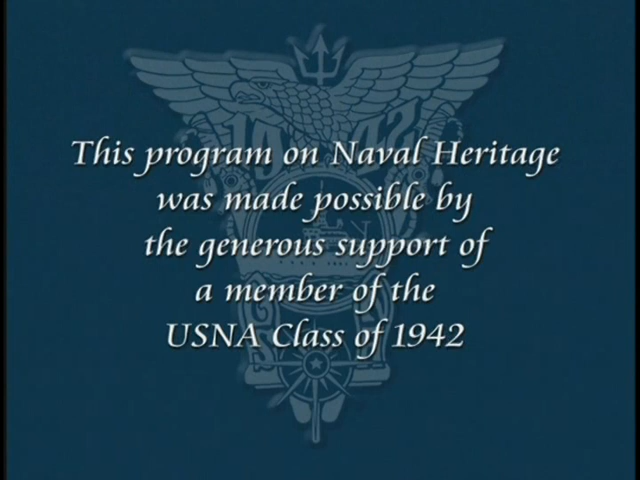 This program on Naval Heritage
was made possible by
the generous support of
a member of the
USNA Class of 1942